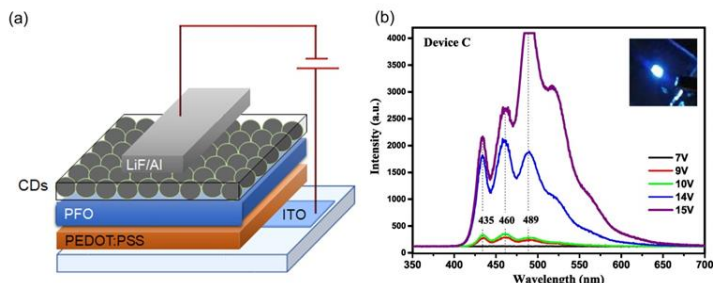 (a)
LiF/Al
CDs
PFO
ITO
PEDOT:PSS
(b)
Device C
Intensity (a.u.)
4000
3500
3000
2500
2000
1500
1000
500
0
435 460 489
7V
9V
10V
14V
15V
350 400 450 500 550 600 650 700
Wavelength (nm)